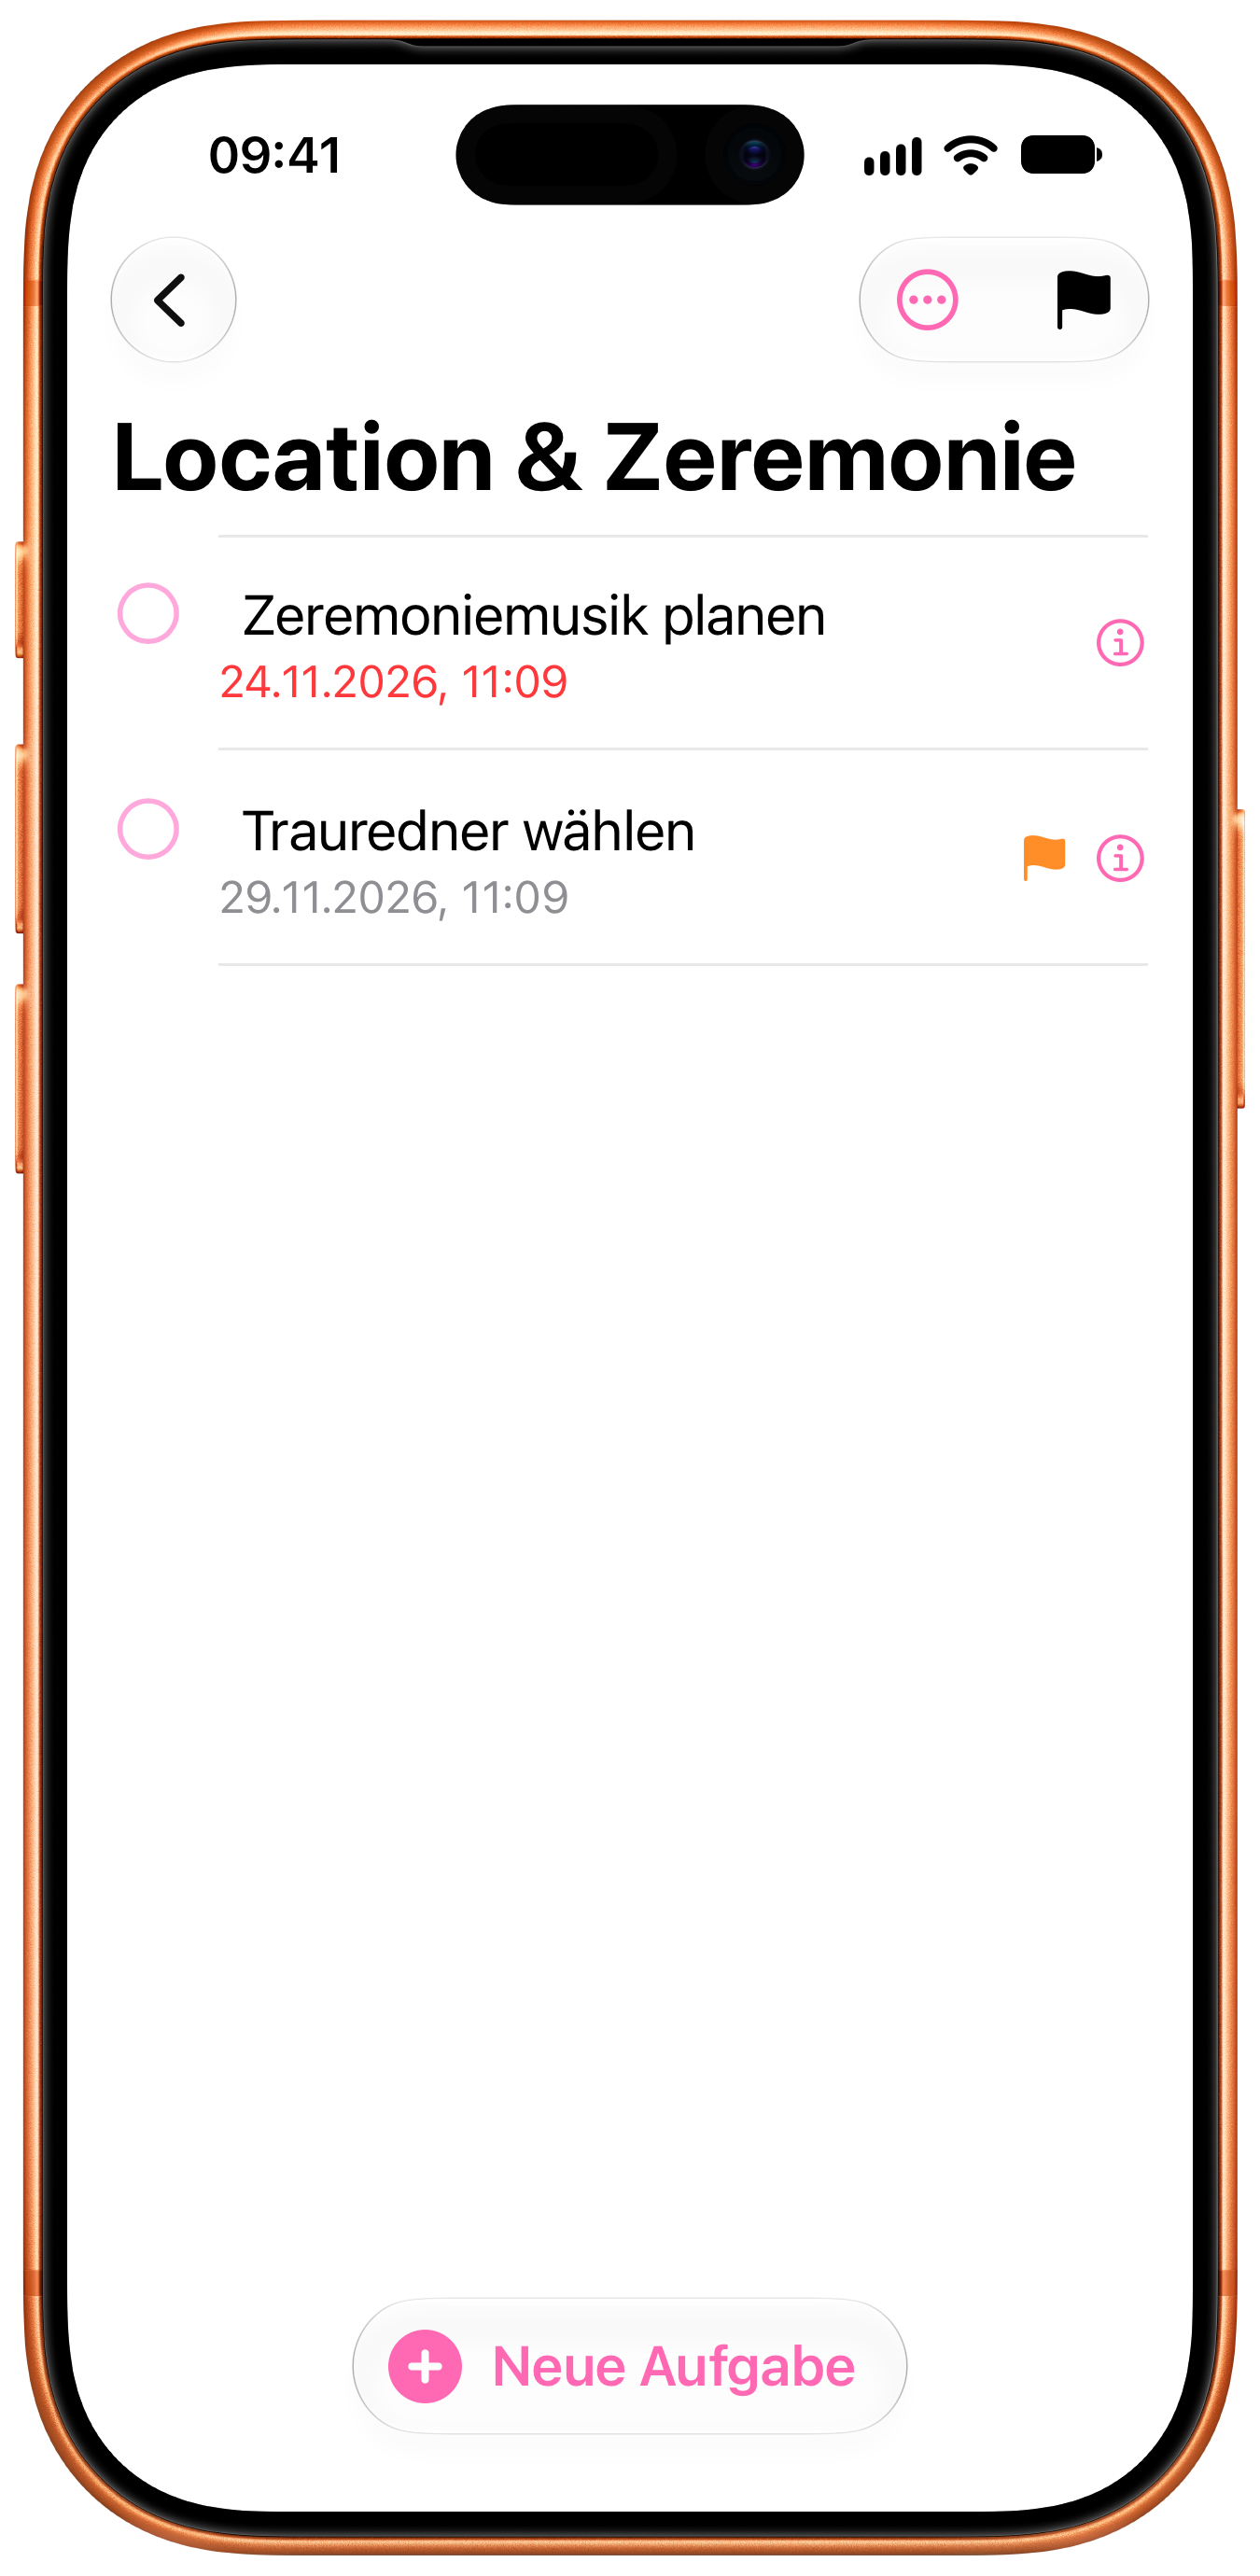 09:41
Location & Zeremonie
Zeremoniemusik planen
24.11.2026, 11:09
Trauredner wählen
29.11.2026, 11:09
Neue Aufgabe